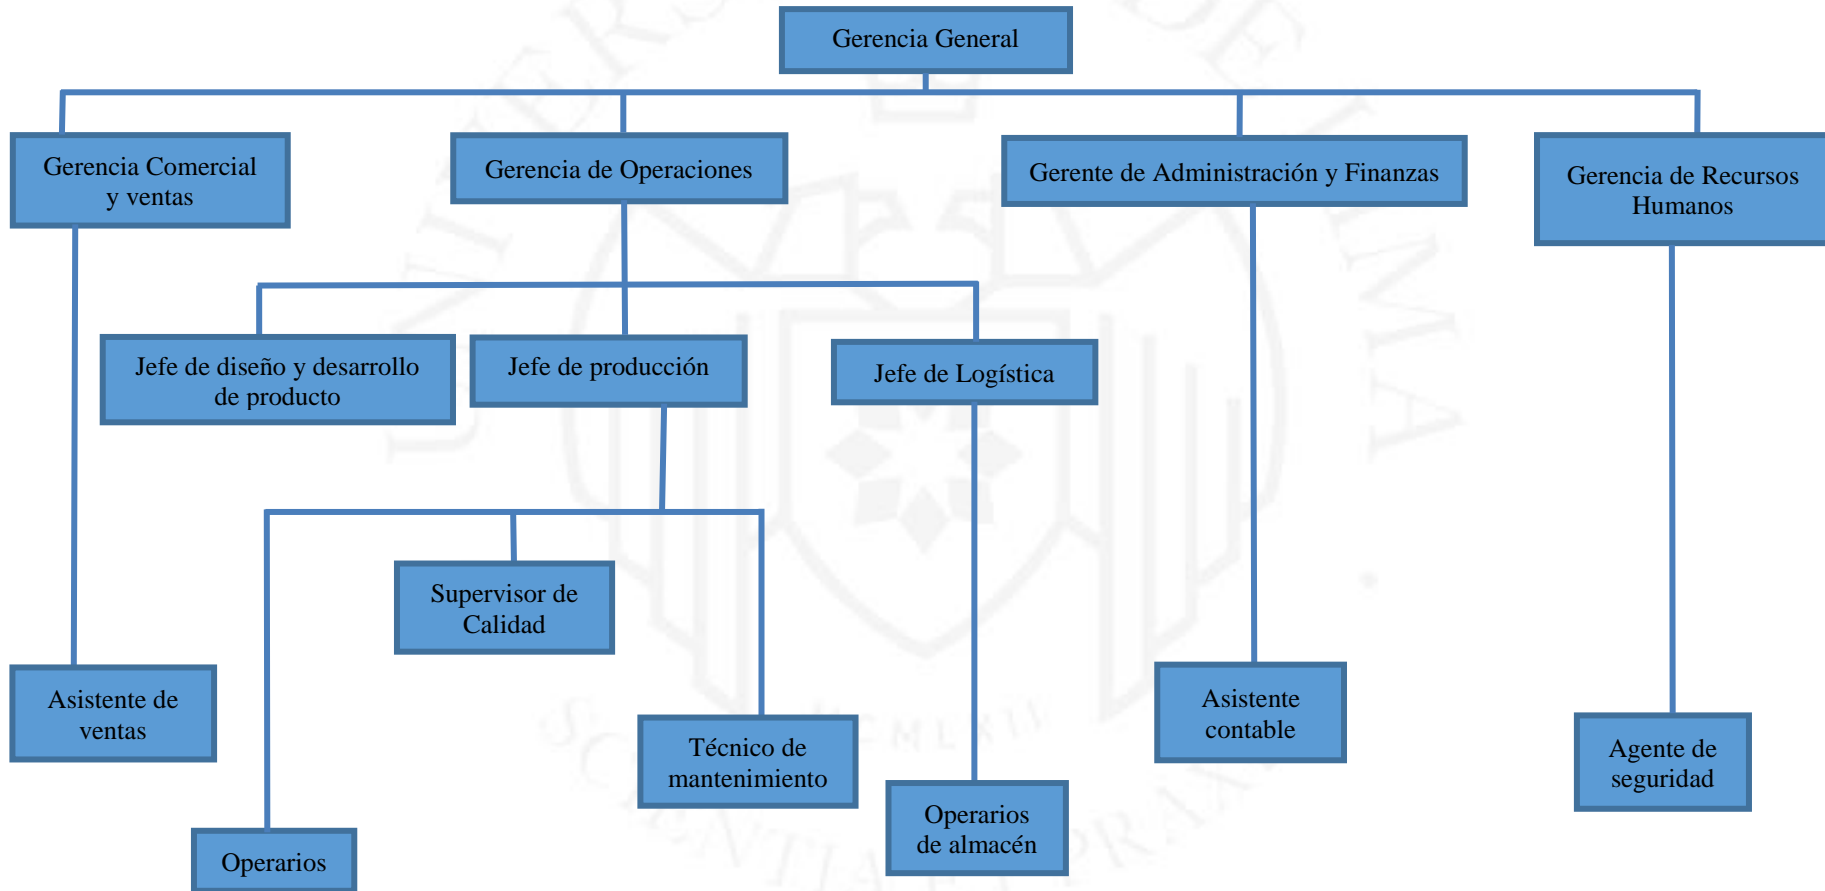 Gerencia General
Gerencia Comercial
y ventas
Gerencia de Operaciones
Gerente de Administración y Finanzas
Gerencia de Recursos
Humanos
Jefe de diseño y desarrollo
de producto
Jefe de producción
Jefe de Logística
Supervisor de
Calidad
Asistente de
ventas
Técnico de
mantenimiento
Asistente
contable
Agente de
seguridad
Operarios
de almacén
Operarios